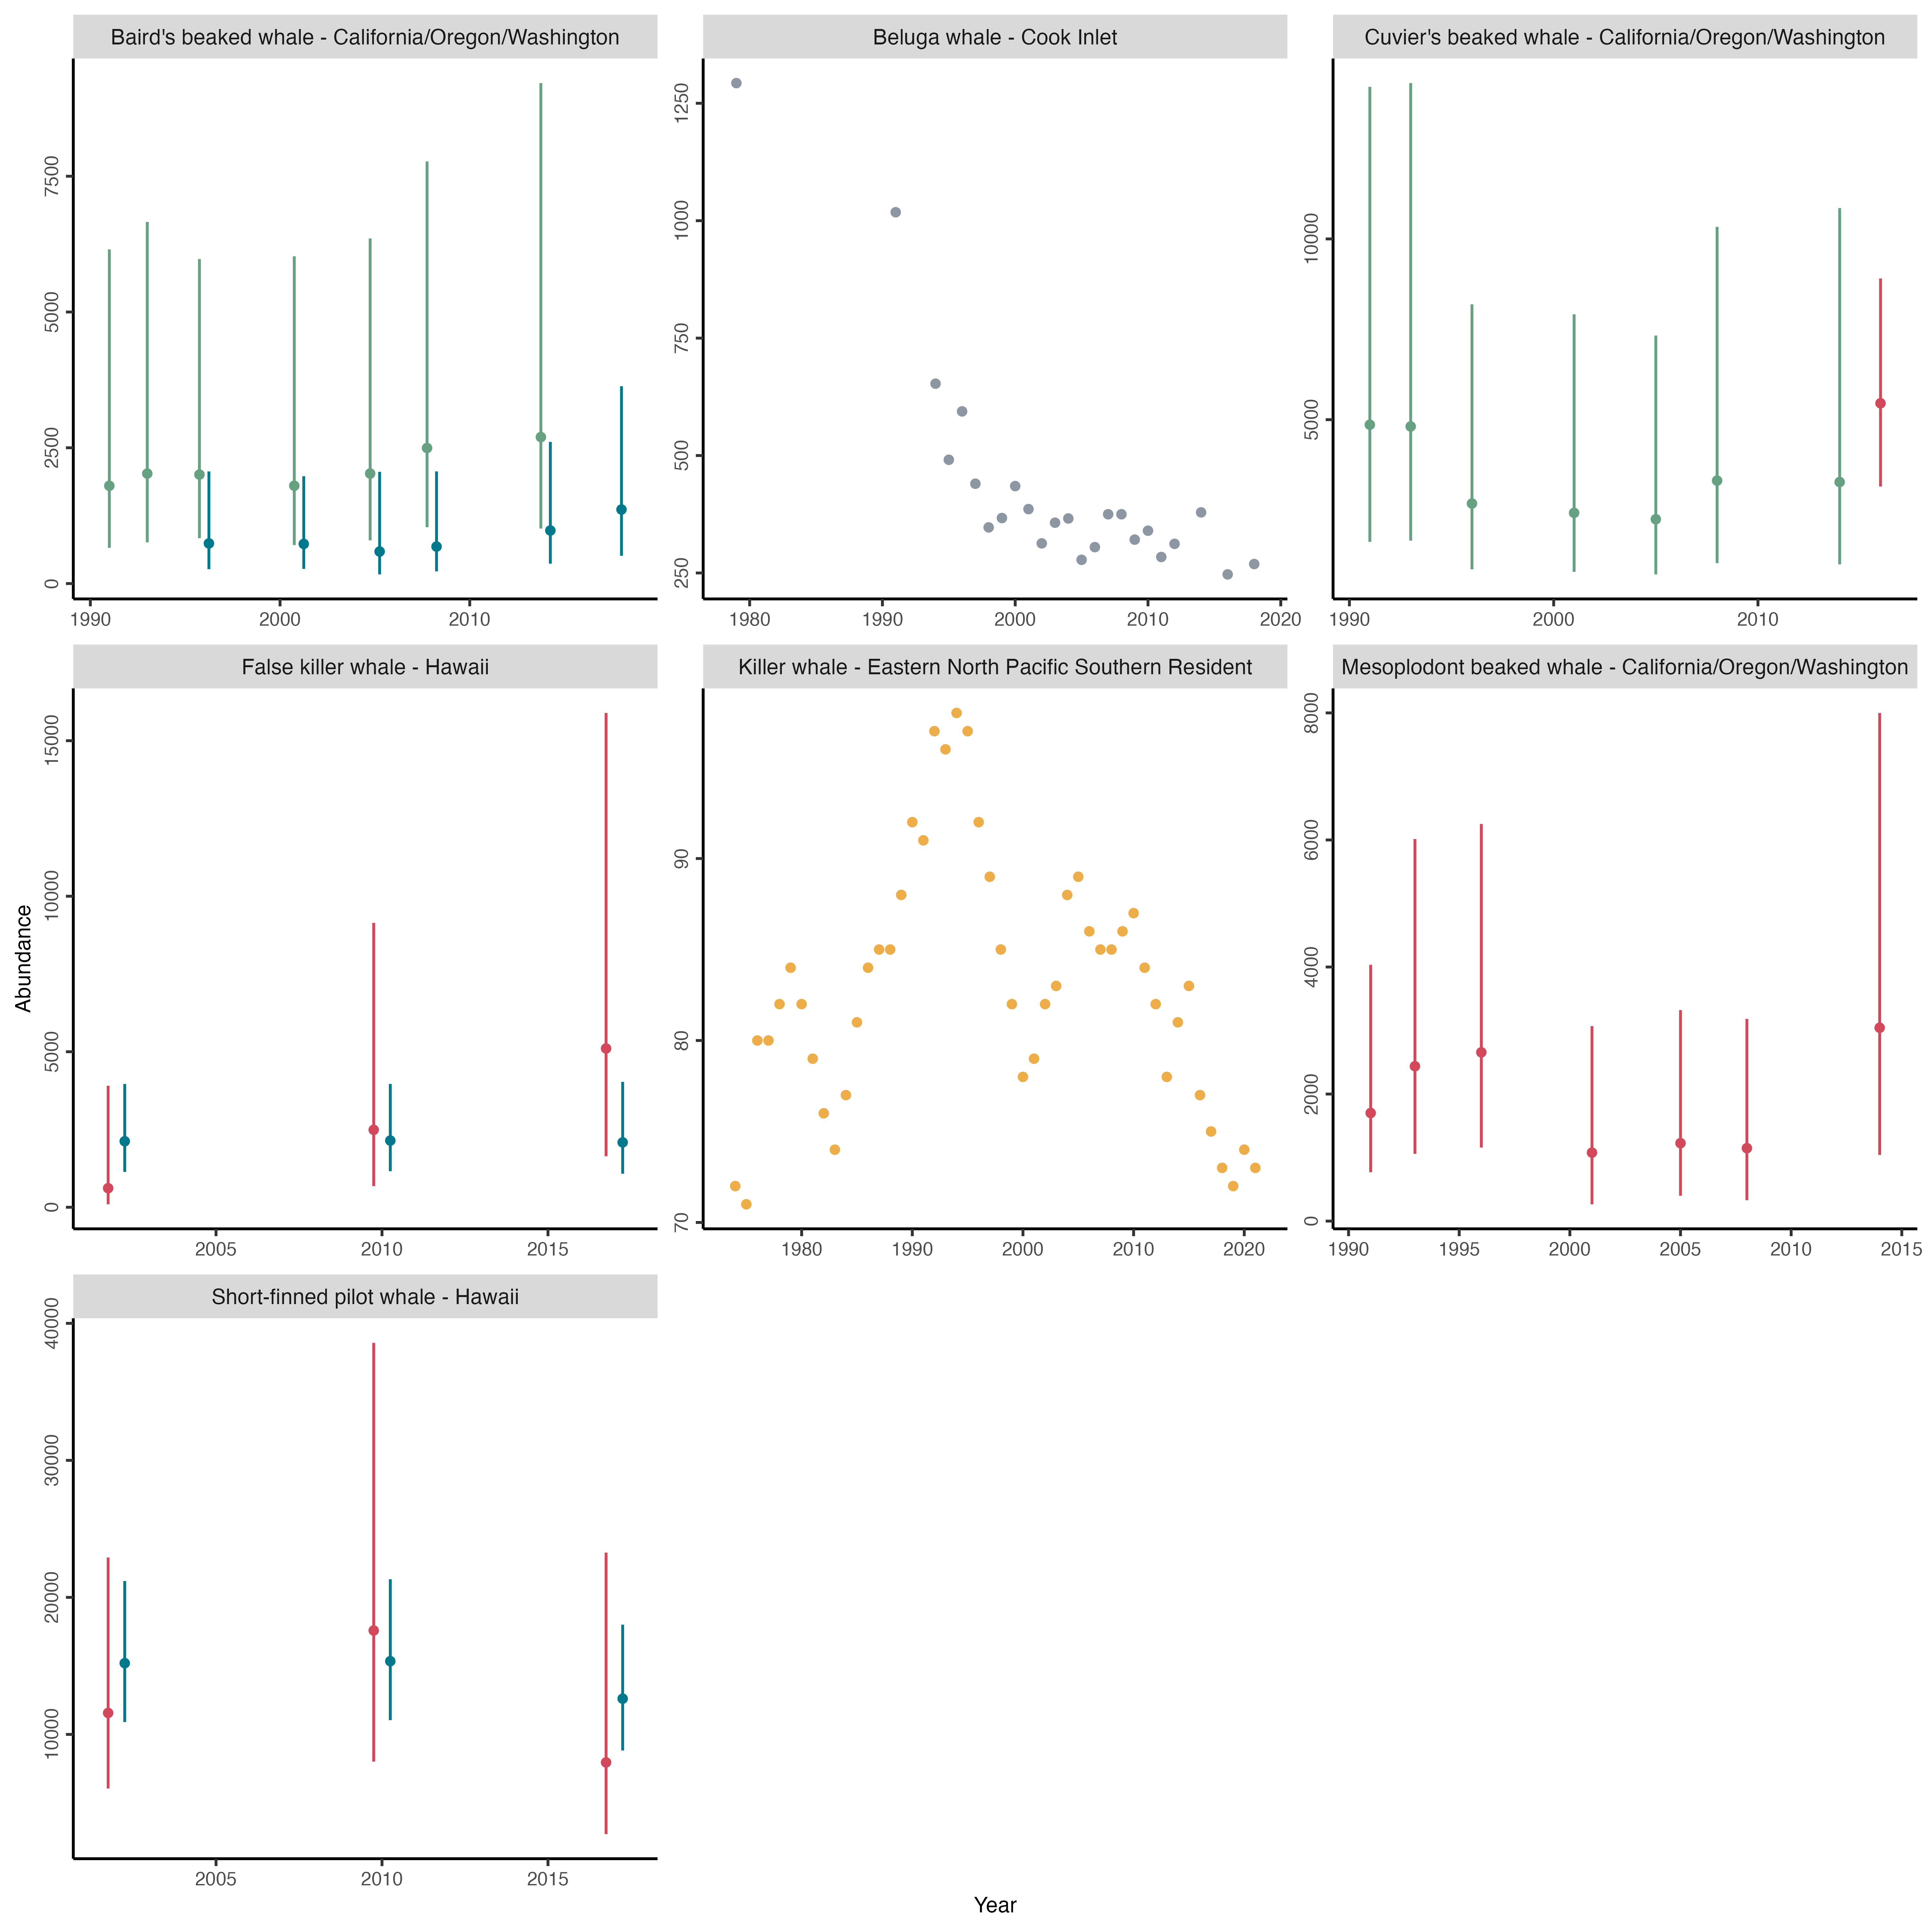 Baird's beaked whale - California/Oregon/Washington
Beluga whale - Cook Inlet
Cuvier's beaked whale - California/Oregon/Washington
7500
5000
2500
0
1990 2000 2010
1250
1000
750
500
250
1980 1990 2000 2010 2020
10000
5000
1990 2000 2010
False killer whale - Hawaii
Killer whale - Eastern North Pacific Southern Resident
Mesoplodont beaked whale - California/Oregon/Washington
Abundance
15000
10000
5000
0
2005 2010 2015
90
80
70
1980 1990 2000 2010 2020
8000
6000
4000
2000
0
1990 1995 2000 2005 2010 2015
Short-finned pilot whale - Hawaii
40000
30000
20000
10000
2005 2010 2015
Year